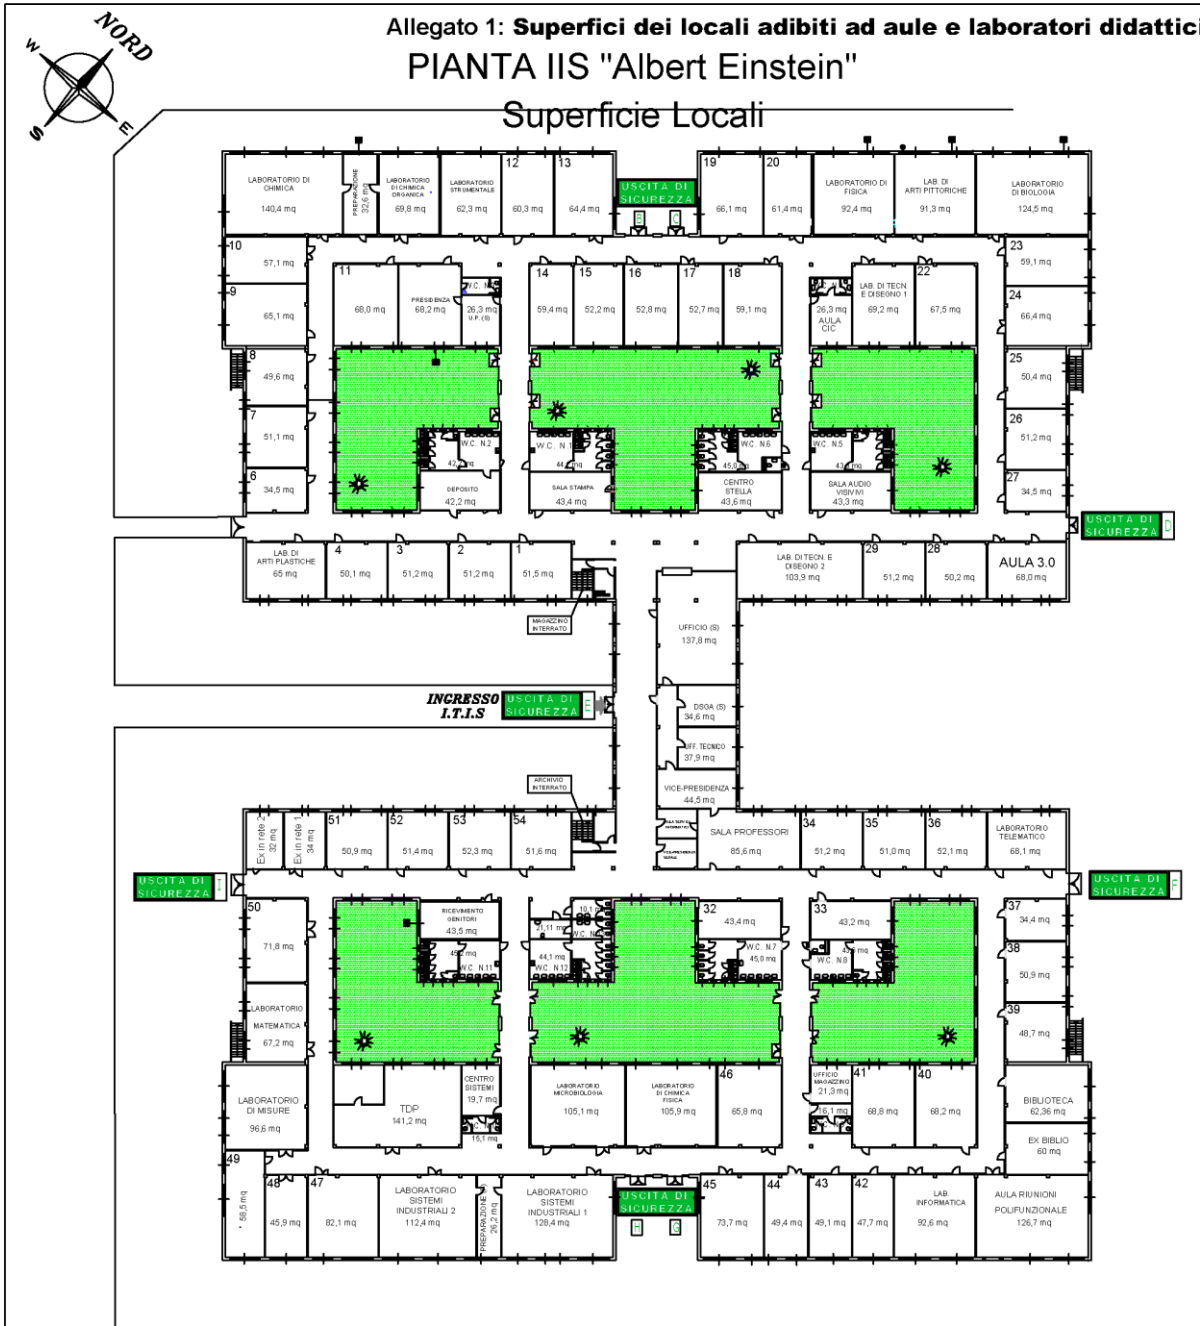 NORD
W
S
E
Allegato 1: Superfici dei locali adibiti ad aule e laboratori didattici
PIANTA IIS "Albert Einstein"
Superficie Locali
LABORATORIO DI
CHIMICA
140,4 mq
PREPARAZIONE
32,6 mq
LABORATORIO
DI CHIMICA
ORGANICA
69,8 mq
LABORATORIO
STRUMENTALE
62,3 mq
12
60,3 mq
13
64,4 mq
USCITA DI
SICUREZZA
B
C
19
66,1 mq
20
61,4 mq
LABORATORIO DI
FISICA
92,4 mq
LAB. DI
ARTI PITTORICHE
91,3 mq
LABORATORIO
DI BIOLOGIA
124,5 mq
10
57,1 mq
9
65,1 mq
11
68,0 mq
PRESIDENZA
68,2 mq
26,3 mq
U.P. (S)
14
59,4 mq
15
52,2 mq
16
52,8 mq
17
52,7 mq
18
59,1 mq
26,3 mq
AULA
CIC
LAB. DI TECN.
E DISEGNO 1
69,2 mq
22
67,5 mq
23
59,1 mq
24
66,4 mq
8
49,6 mq
7
51,1 mq
6
34,5 mq
W.C. N.2
DEPOSITO
42,2 mq
W.C. N.1
SALA STAMPA
43,4 mq
W.C. N.6
45,0 mq
CENTRO
STELLA
43,6 mq
W.C. N.5
SALA AUDIO
VISIVIVI
43,3 mq
25
50,4 mq
26
51,2 mq
27
34,5 mq
USCITA DI
SICUREZZA
D
LAB. DI
ARTI PLASTICHE
65 mq
4
50,1 mq
3
51,2 mq
2
51,2 mq
1
51,5 mq
MAGAZZINO
INTERRATO
LAB. DI TECN. E
DISEGNO 2
103,9 mq
29
51,2 mq
28
50,2 mq
AULA 3.0
68,0 mq
UFFICIO (S)
137,8 mq
INGRESSO
I.T.I.S
USCITA DI
SICUREZZA
E
DSGA (S)
34,6 mq
UFF. TECNICO
37,9 mq
VICE-PRESIDENZA
44,5 mq
ARCHIVIO
INTERRATO
Ex in rete 2
32 mq
Ex in rete 1
34 mq
51
50,9 mq
52
51,4 mq
53
52,3 mq
54
51,6 mq
SALA PROFESSORI
85,6 mq
34
51,2 mq
35
51,0 mq
36
52,1 mq
LABORATORIO
TELEMATICO
68,1 mq
USCITA DI
SICUREZZA
I
USCITA DI
SICUREZZA
F
50
71,8 mq
LABORATORIO
MATEMATICA
67,2 mq
RICEVIMENTO
GENITORI
43,5 mq
45,2 mq
W.C. N.11
10,1 mq
21,11 mq
44,1 mq
W.C. N.12
32
43,4 mq
W.C. N.7
45,0 mq
33
43,2 mq
W.C. N.8
37
34,4 mq
38
50,9 mq
39
48,7 mq
LABORATORIO
DI MISURE
96,6 mq
TDP
141,2 mq
CENTRO
SISTEMI
19,7 mq
15,1 mq
LABORATORIO
MICROBIOLOGIA
105,1 mq
LABORATORIO
DI CHIMICA
FISICA
105,9 mq
46
65,8 mq
UFFICIO
MAGAZZINO
21,3 mq
16,1 mq
41
68,8 mq
40
68,2 mq
BIBLIOTECA
62,36 mq
EX BIBLIO
60 mq
49
58,5 mq
48
45,9 mq
47
82,1 mq
LABORATORIO
SISTEMI
INDUSTRIALI 2
112,4 mq
26,2 mq
LABORATORIO
SISTEMI
INDUSTRIALI 1
128,4 mq
USCITA DI
SICUREZZA
H
G
45
73,7 mq
44
49,4 mq
43
49,1 mq
42
47,7 mq
LAB.
INFORMATICA
92,6 mq
AULA RIUNIONI
POLIFUNZIONALE
126,7 mq